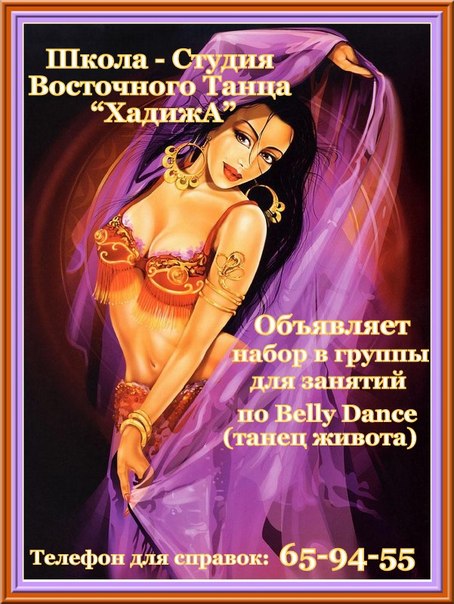 Школа - Студия
Восточного Танца
“ХадижА”
Объявляет
набор в группы
для занятий
по Belly Dance
(танец живота)
Телефон для справок: 65-94-55